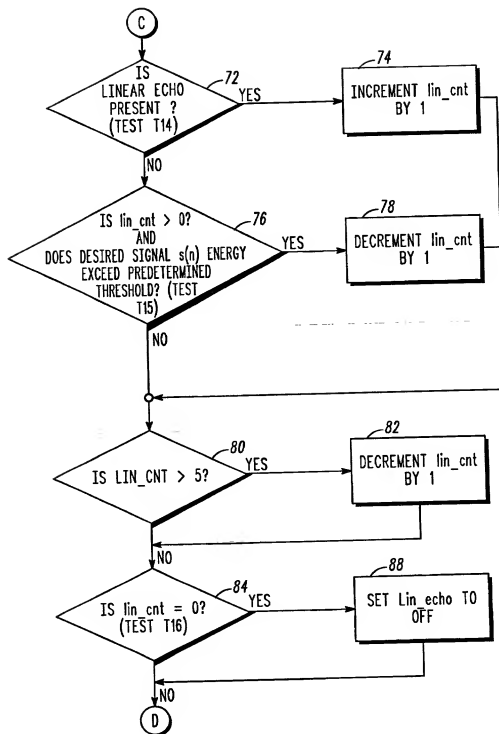 C
72
IS
LINEAR ECHO
PRESENT ?
(TEST T14)
YES
74
INCREMENT lin_cnt
BY 1
NO
76
IS lin_cnt > 0?
AND
DOES DESIRED SIGNAL s(n) ENERGY
EXCEED PREDETERMINED
THRESHOLD? (TEST
T15)
YES
78
DECREMENT lin_cnt
BY 1
NO
80
IS LIN_CNT > 5?
YES
82
DECREMENT lin_cnt
BY 1
NO
84
IS lin_cnt = 0?
(TEST T16)
YES
88
SET Lin_echo TO
OFF
NO
D